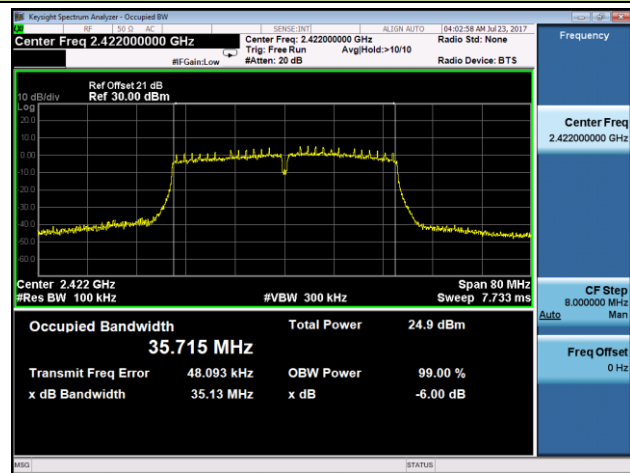 Keysight Spectrum Analyzer - Occupied BW
RF 50 Ω AC SENSE:INT ALIGN AUTO 04:02:58 AM Jul 23, 2017
Center Freq 2.422000000 GHz Center Freq: 2.422000000 GHz Radio Std: None
Trig: Free Run Avg|Hold:>10/10
#IFGain:Low #Atten: 20 dB Radio Device: BTS
Frequency
Ref Offset 21 dB
10 dB/div Ref 30.00 dBm
Log
20.0
10.0
0.00
-10.0
-20.0
-30.0
-40.0
-50.0
-60.0
Center 2.422 GHz Span 80 MHz
#Res BW 100 kHz #VBW 300 kHz Sweep 7.733 ms
Occupied Bandwidth Total Power 24.9 dBm
35.715 MHz
Transmit Freq Error 48.093 kHz OBW Power 99.00 %
x dB Bandwidth 35.13 MHz x dB -6.00 dB
Center Freq
2.422000000 GHz
CF Step
8.000000 MHz
Auto Man
Freq Offset
0 Hz
MSG STATUS